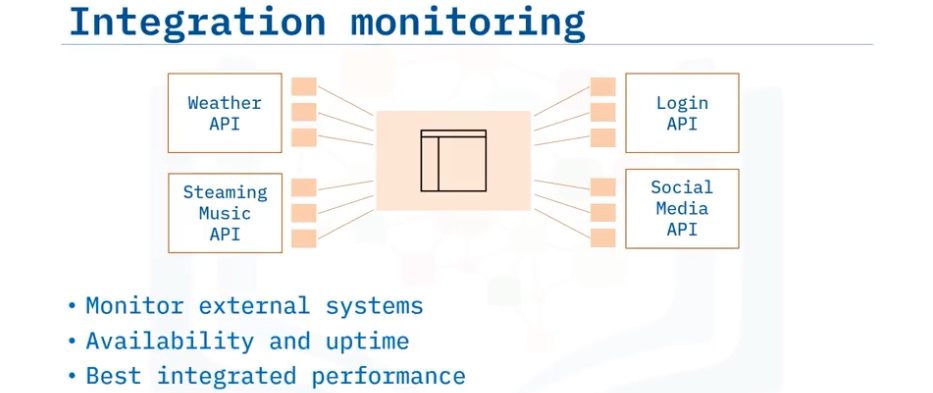 Integration monitoring
Weather
API
Login
API
Steaming
Music
API
Social
Media
API
• Monitor external systems
• Availability and uptime
• Best integrated performance